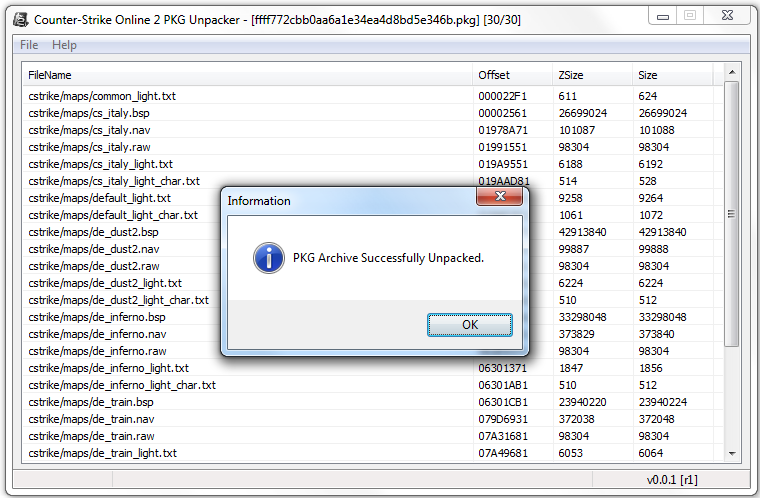 Counter-Strike Online 2 PKG Unpacker - [ffff772cbb0aa6a1e34ea4d8bd5e346b.pkg] [30/30]
File Help
FileName Offset ZSize Size
cstrike/maps/common_light.txt 000022F1 611 624
cstrike/maps/cs_italy.bsp 00002561 26699024 26699024
cstrike/maps/cs_italy.nav 01978A71 101087 101088
cstrike/maps/cs_italy.raw 01991551 98304 98304
cstrike/maps/cs_italy_light.txt 019A9551 6188 6192
cstrike/maps/cs_italy_light_char.txt 019AAD81 514 528
cstrike/maps/default_light.txt 9258 9264
cstrike/maps/default_light_char.txt 1061 1072
cstrike/maps/de_dust2.bsp 42913840 42913840
cstrike/maps/de_dust2.nav 99887 99888
cstrike/maps/de_dust2.raw 98304 98304
cstrike/maps/de_dust2_light.txt 6224 6224
cstrike/maps/de_dust2_light_char.txt 510 512
cstrike/maps/de_inferno.bsp 33298048 33298048
cstrike/maps/de_inferno.nav 373829 373840
cstrike/maps/de_inferno.raw 98304 98304
cstrike/maps/de_inferno_light.txt 06301371 1847 1856
cstrike/maps/de_inferno_light_char.txt 06301AB1 510 512
cstrike/maps/de_train.bsp 06301CB1 23940220 23940224
cstrike/maps/de_train.nav 079D6931 372038 372048
cstrike/maps/de_train.raw 07A31681 98304 98304
cstrike/maps/de_train_light.txt 07A49681 6053 6064
Information
PKG Archive Successfully Unpacked.
OK
v0.0.1 [r1]